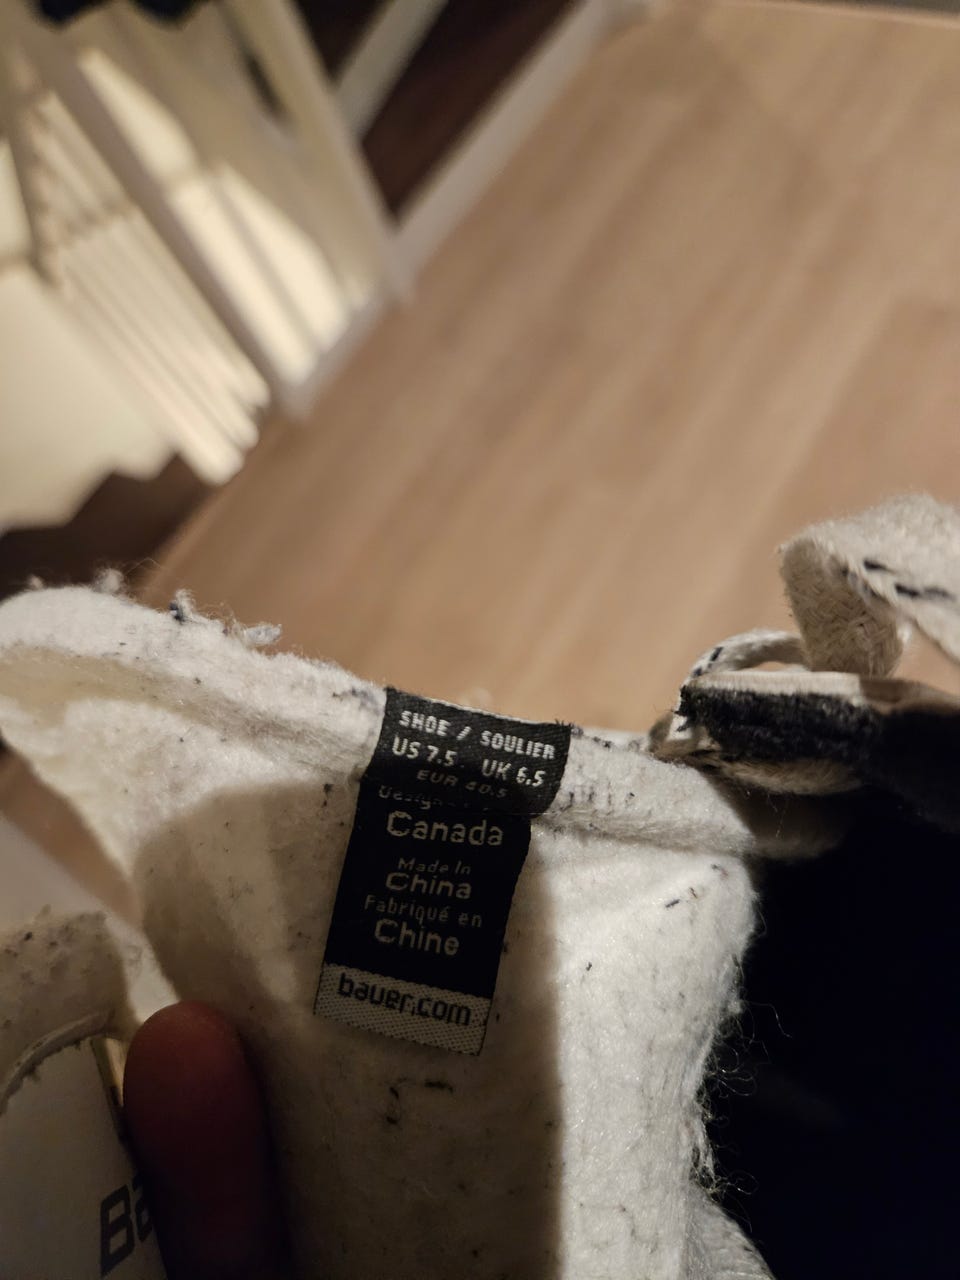 SHOE / SOULIER
US 7.5 UK 6.5
EUR 40.5
Canada
Made In
China
Fabriqué en
Chine
bauer.com